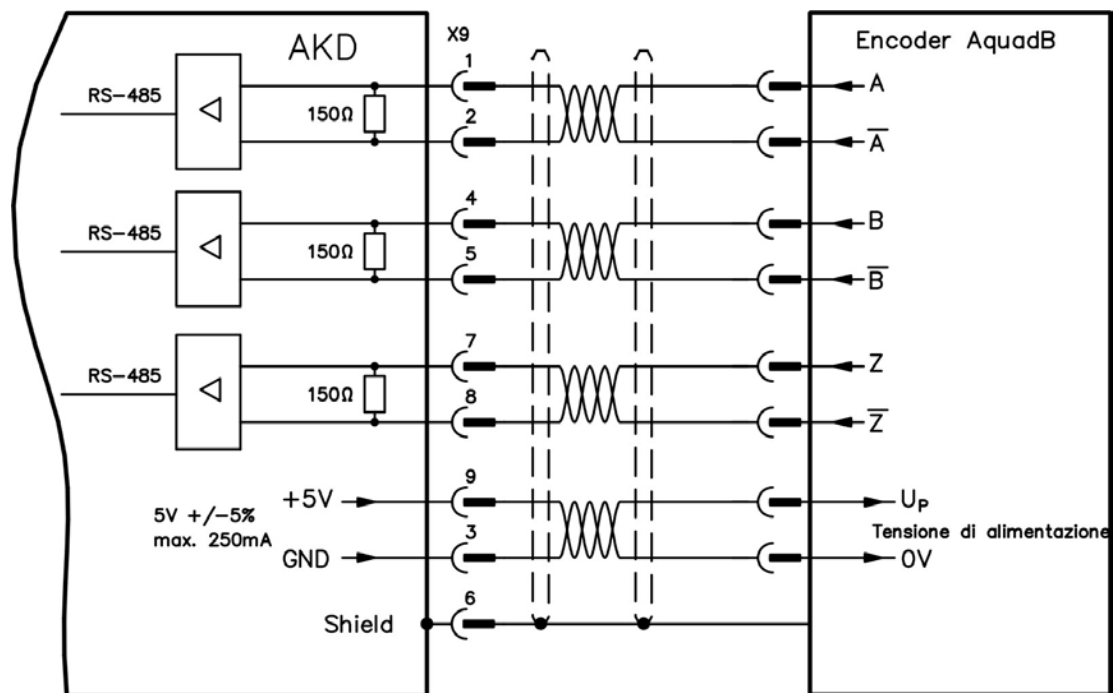 AKD
X9
Encoder AquadB
RS-485
150Ω
1
2
A
A̅
RS-485
150Ω
4
5
B
B̅
RS-485
150Ω
7
8
Z
Z̅
5V +/-5%
max. 250mA
+5V
GND
9
3
UP
Tensione di alimentazione
0V
Shield
6